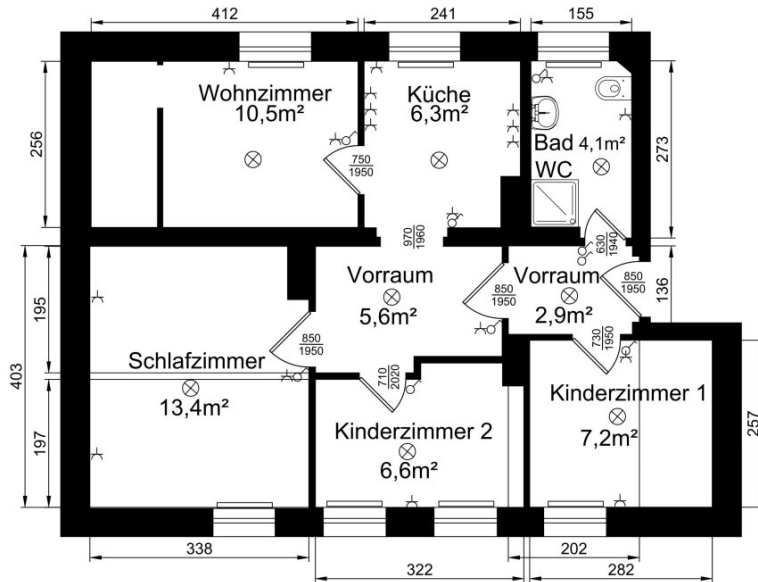 412
241
155
Wohnzimmer
10,5m²
Küche
6,3m²
Bad 4,1m²
WC
256
273
750
1950
970
1960
630
1940
403
195
197
Vorraum
5,6m²
850
1950
Vorraum
2,9m²
850
1950
136
850
1950
730
1950
Schlafzimmer
13,4m²
710
2020
Kinderzimmer 2
6,6m²
Kinderzimmer 1
7,2m²
257
338
322
202
282